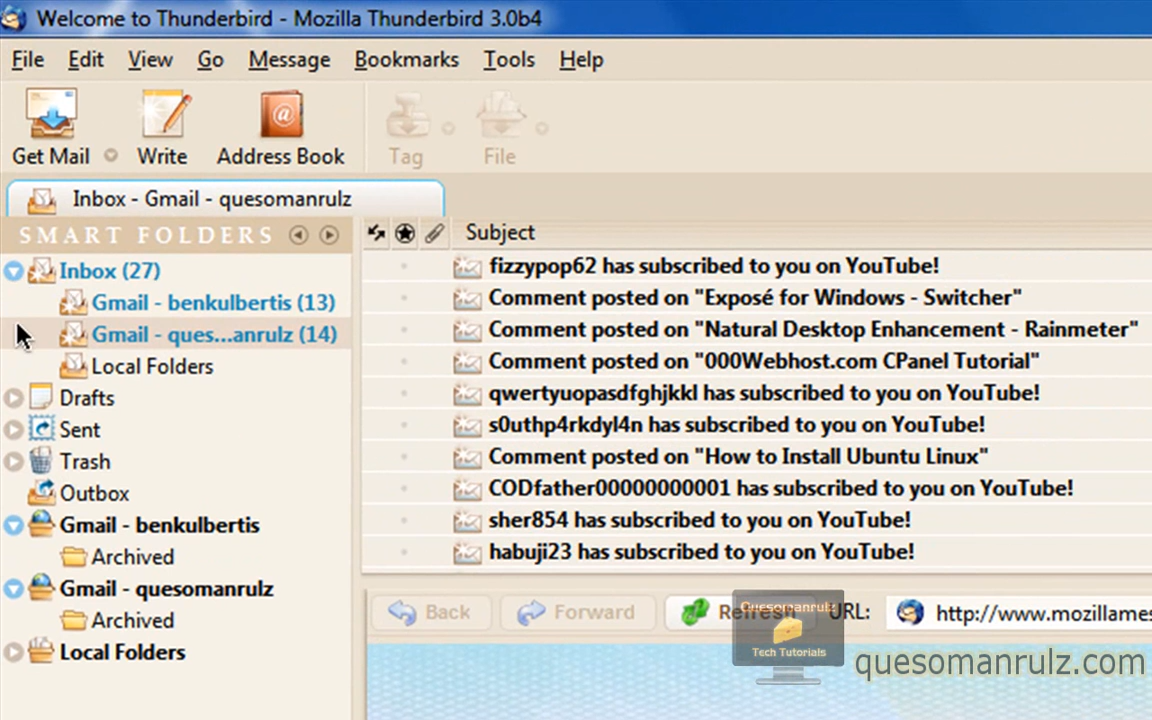 Welcome to Thunderbird - Mozilla Thunderbird 3.0b4
File Edit View Go Message Bookmarks Tools Help
Get Mail Write Address Book Tag File
Inbox - Gmail - quesomanrulz
SMART FOLDERS
Inbox (27)
Gmail - benkulbertis (13)
Gmail - ques...anrulz (14)
Local Folders
Drafts
Sent
Trash
Outbox
Gmail - benkulbertis
Archived
Gmail - quesomanrulz
Archived
Local Folders
Subject
fizzypop62 has subscribed to you on YouTube!
Comment posted on "Exposé for Windows - Switcher"
Comment posted on "Natural Desktop Enhancement - Rainmeter"
Comment posted on "000Webhost.com CPanel Tutorial"
qwertyuopasdfghjkkl has subscribed to you on YouTube!
s0uthp4rkdyl4n has subscribed to you on YouTube!
Comment posted on "How to Install Ubuntu Linux"
CODfather00000000001 has subscribed to you on YouTube!
sher854 has subscribed to you on YouTube!
habuji23 has subscribed to you on YouTube!
Back Forward Refresh URL: http://www.mozillames
Quesomanrulz
Tech Tutorials
quesomanrulz.com